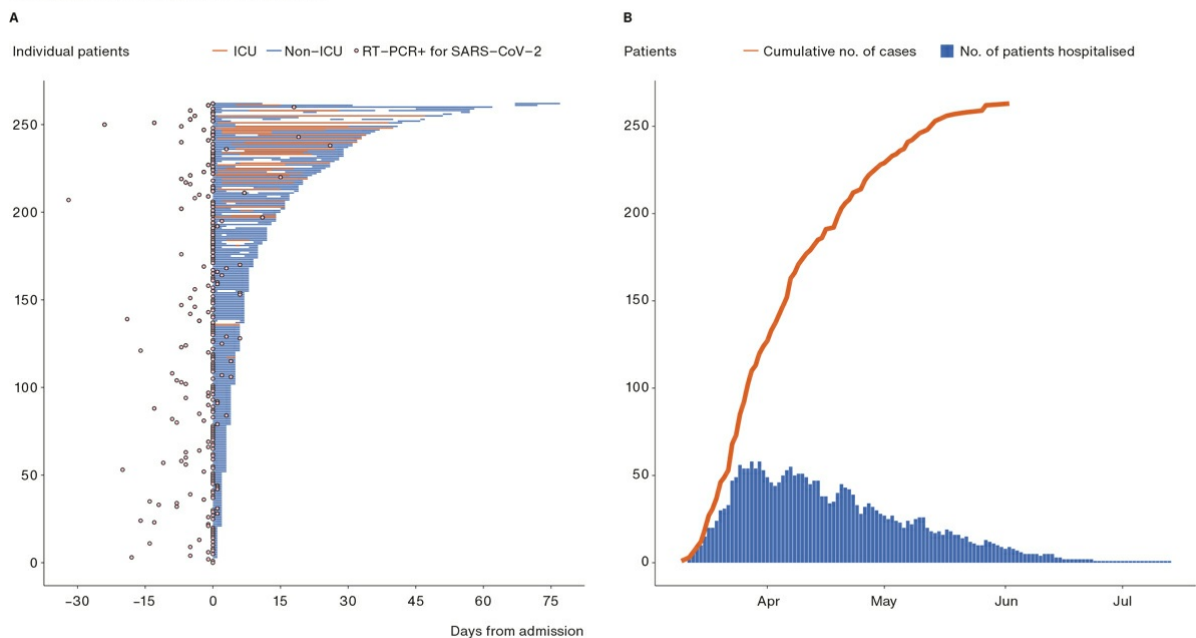 A
Individual patients
ICU
Non-ICU
RT-PCR+ for SARS-CoV-2
250
200
150
100
50
0
-30
-15
0
15
30
45
60
75
Days from admission
B
Patients
Cumulative no. of cases
No. of patients hospitalised
250
200
150
100
50
0
Apr
May
Jun
Jul